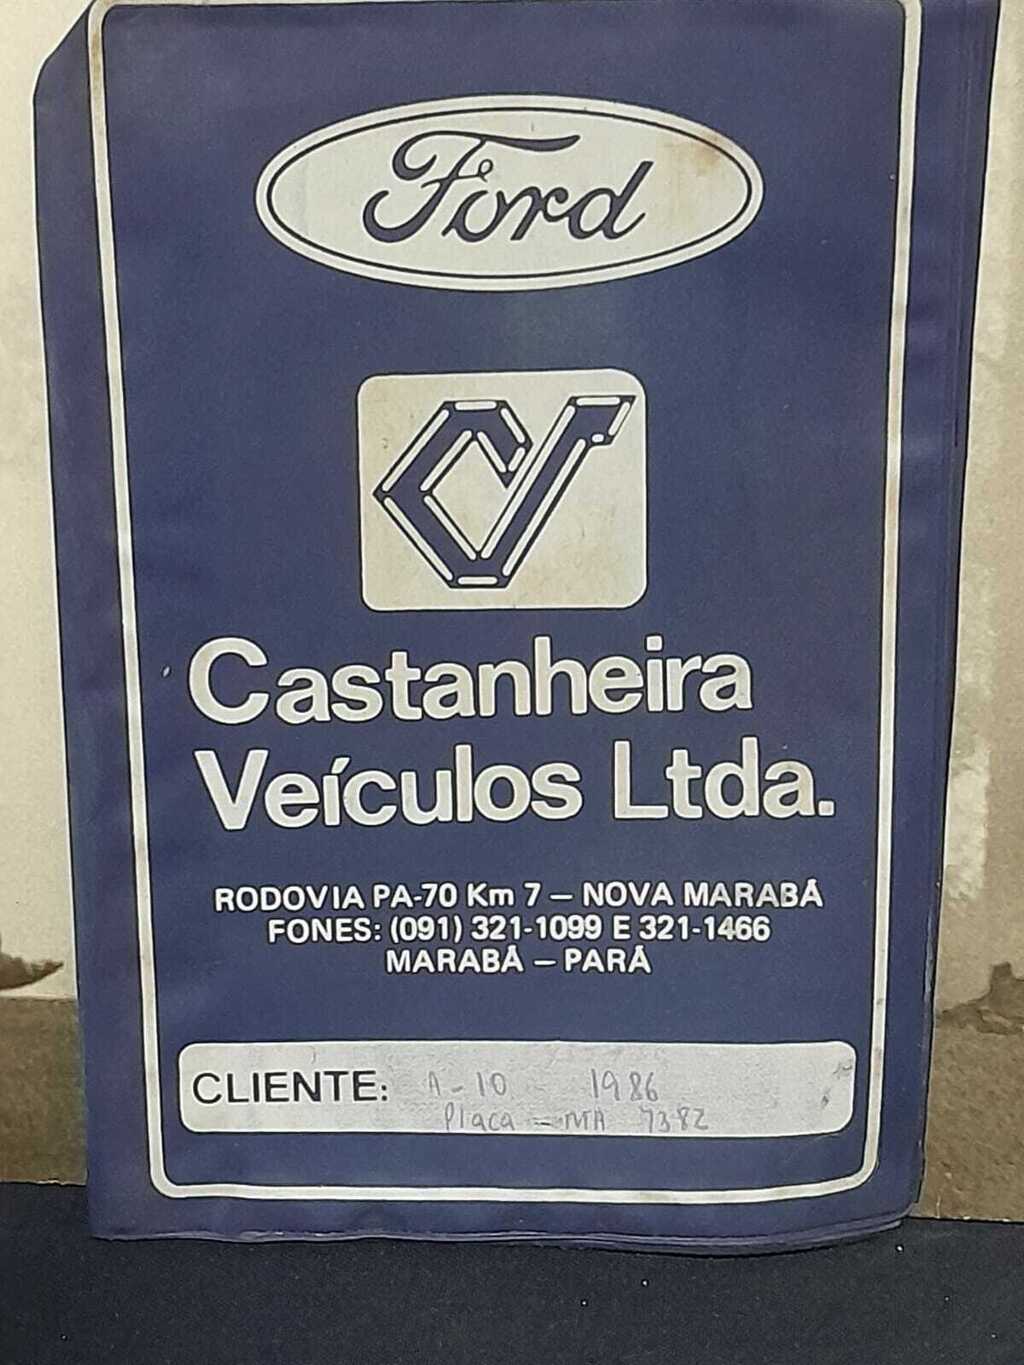 Ford
CV
Castanheira
Veículos Ltda.
RODOVIA PA-70 Km 7 – NOVA MARABÁ
FONES: (091) 321-1099 E 321-1466
MARABÁ – PARÁ
CLIENTE: A-10 1986
Placa - MA 7382